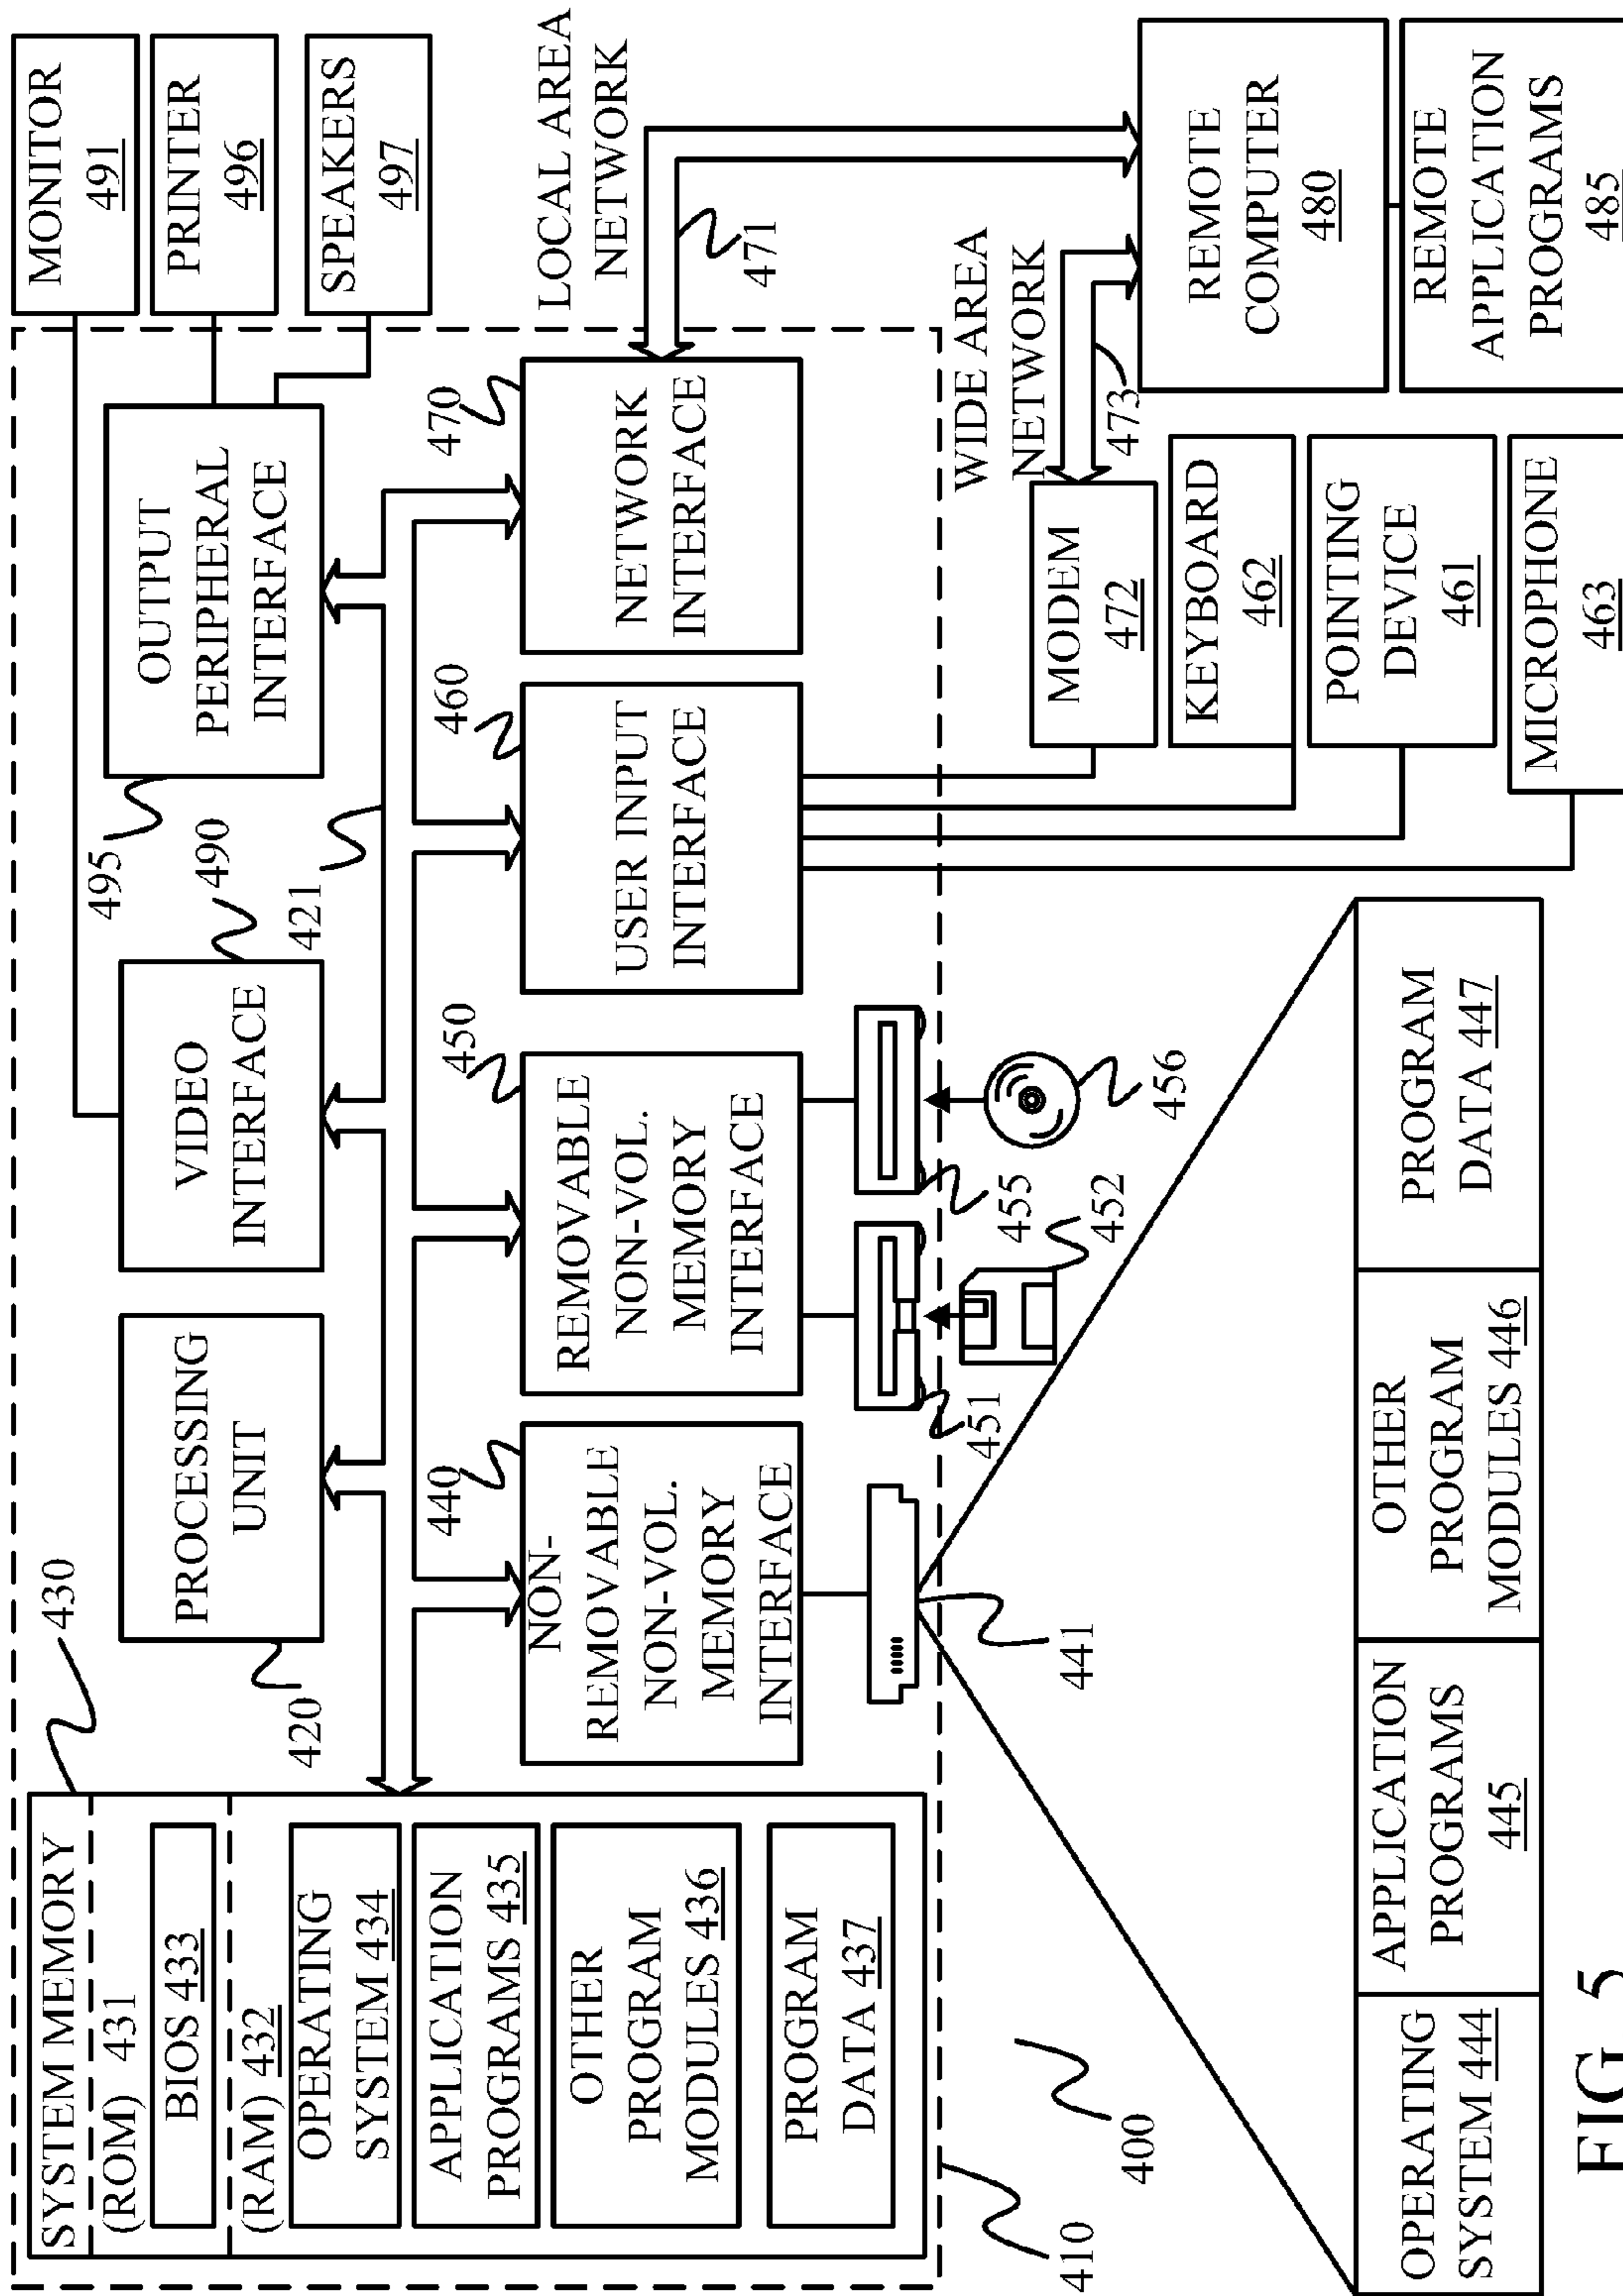 SYSTEM MEMORY
(ROM) 431
BIOS 433
(RAM) 432
OPERATING
SYSTEM 434
APPLICATION
PROGRAMS 435
OTHER
PROGRAM
MODULES 436
PROGRAM
DATA 437
430
PROCESSING
UNIT
420
VIDEO
INTERFACE
490
421
OUTPUT
PERIPHERAL
INTERFACE
495
MONITOR
491
PRINTER
496
SPEAKERS
497
NON-
REMOVABLE
NON-VOL.
MEMORY
INTERFACE
440
REMOVABLE
NON-VOL.
MEMORY
INTERFACE
450
USER INPUT
INTERFACE
460
NETWORK
INTERFACE
470
LOCAL AREA
NETWORK
471
441
451
452
455
456
WIDE AREA
NETWORK
473
MODEM
472
KEYBOARD
462
POINTING
DEVICE
461
MICROPHONE
463
REMOTE
COMPUTER
480
REMOTE
APPLICATION
PROGRAMS
485
410
400
OPERATING
SYSTEM 444
APPLICATION
PROGRAMS
445
OTHER
PROGRAM
MODULES 446
PROGRAM
DATA 447
FIG. 5